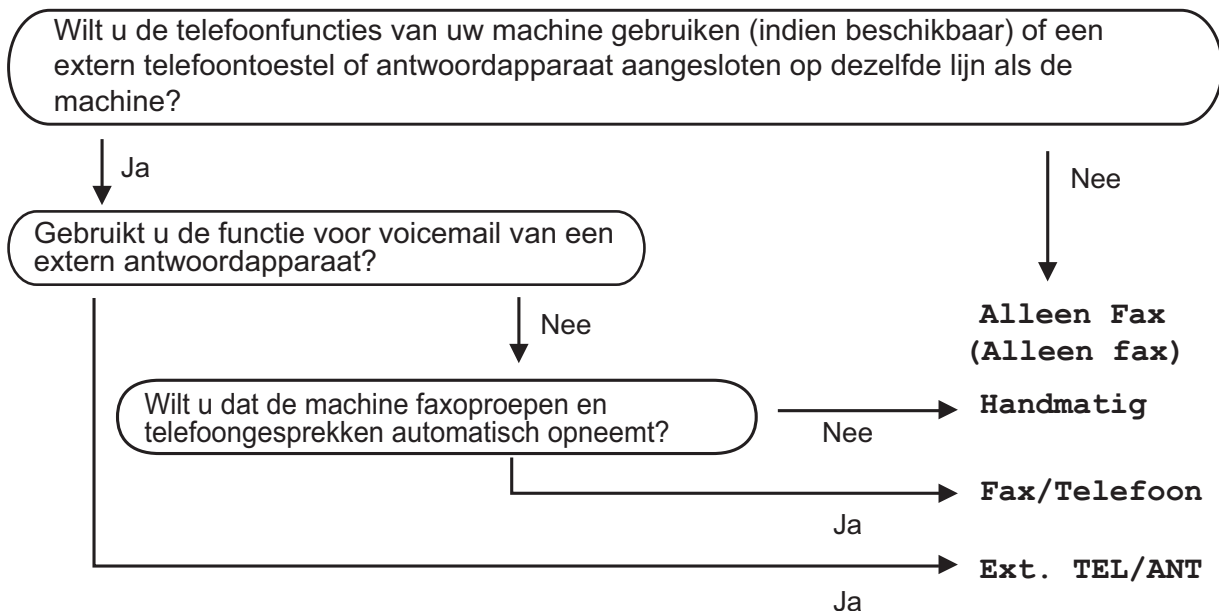 Wilt u de telefoonfuncties van uw machine gebruiken (indien beschikbaar) of een
extern telefoontoestel of antwoordapparaat aangesloten op dezelfde lijn als de
machine?
Ja
Nee
Gebruikt u de functie voor voicemail van een
extern antwoordapparaat?
Nee
Alleen Fax
(Alleen fax)
Wilt u dat de machine faxoproepen en
telefoongesprekken automatisch opneemt?
Nee
Handmatig
Ja
Fax/Telefoon
Ja
Ext. TEL/ANT